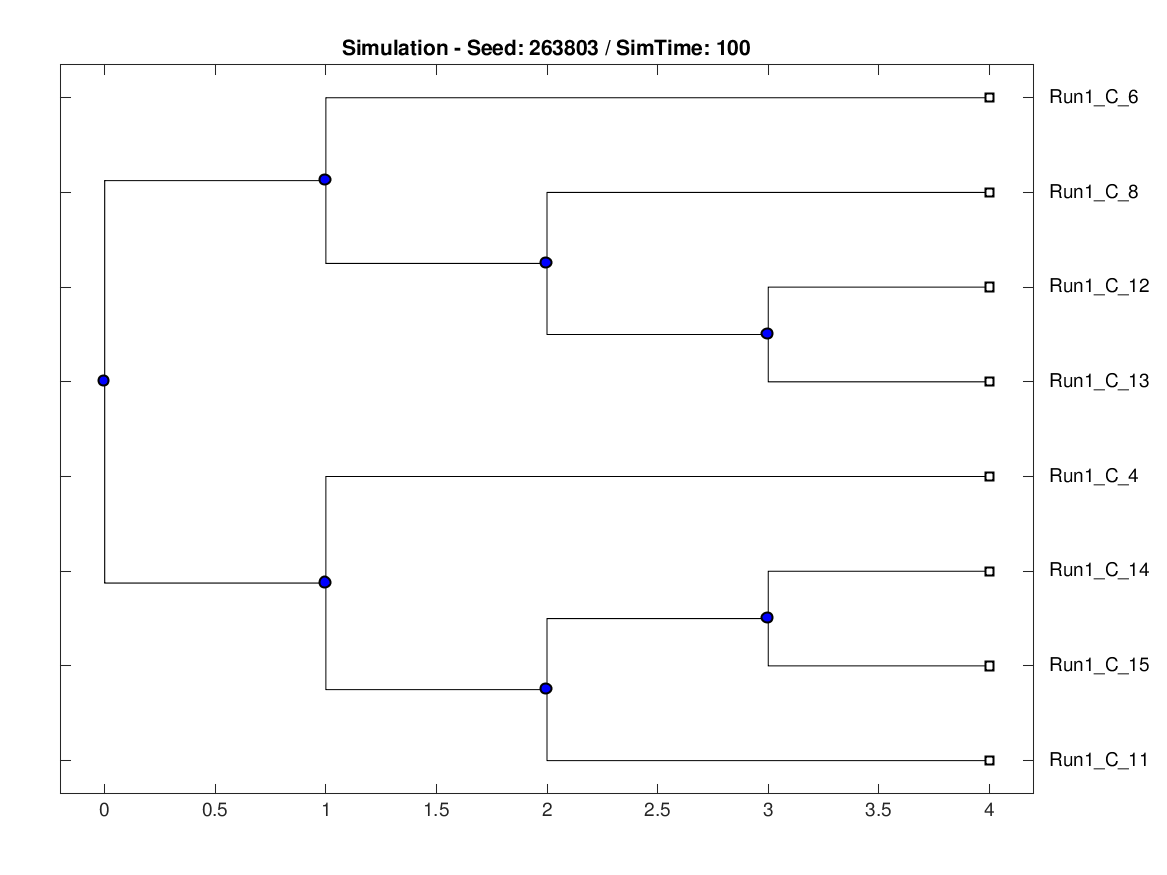 Simulation - Seed: 263803 / SimTime: 100
Run1_C_6
Run1_C_8
Run1_C_12
Run1_C_13
Run1_C_4
Run1_C_14
Run1_C_15
Run1_C_11
0 0.5 1 1.5 2 2.5 3 3.5 4